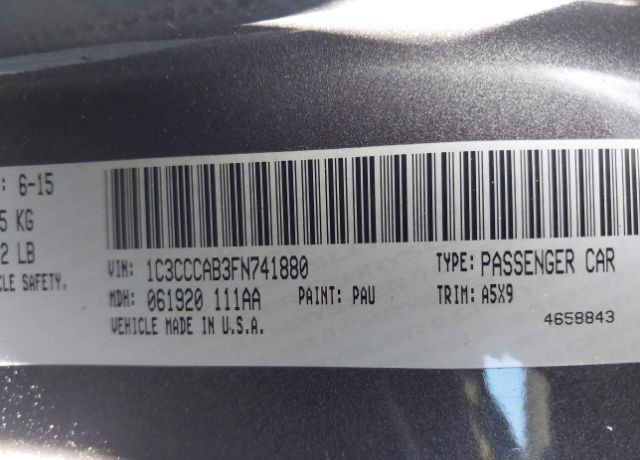 : 6-15
5 KG
2 LB
CLE SAFETY.
VIN: 1C3CCCAB3FN741880 TYPE: PASSENGER CAR
MDH: 061920 111AA PAINT: PAU TRIM: A5X9
VEHICLE MADE IN U.S.A. 4658843